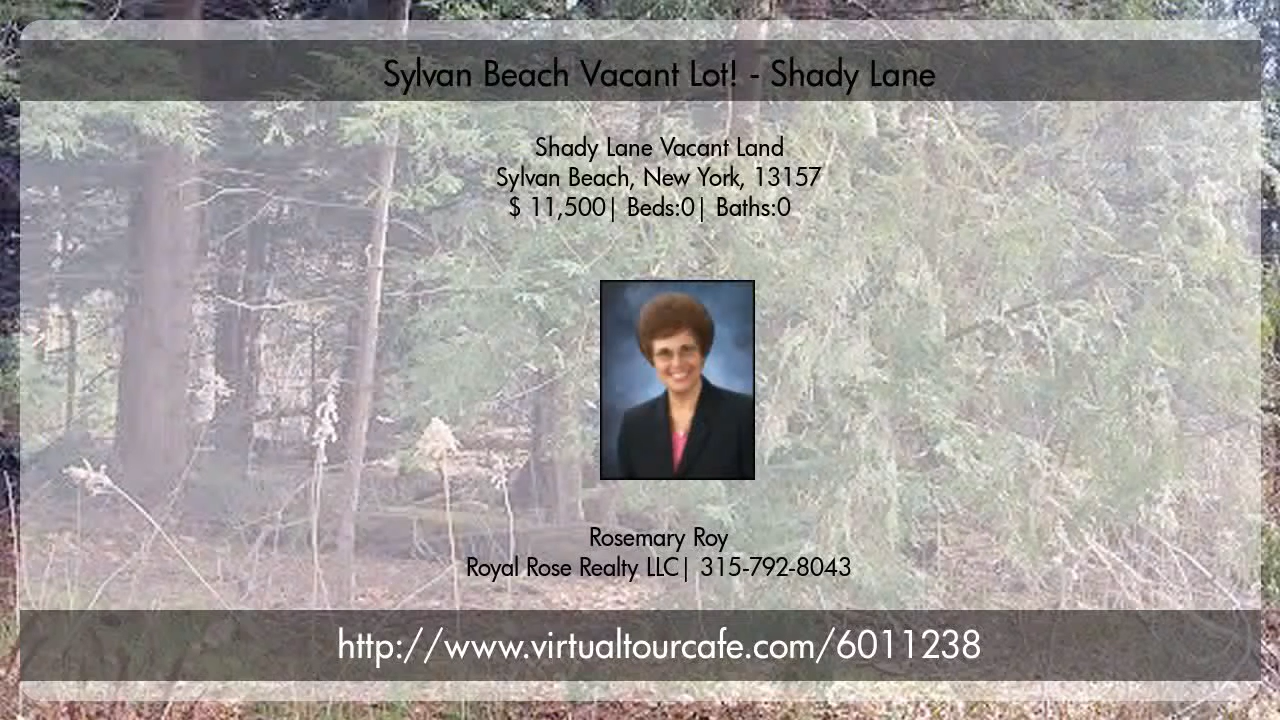 Sylvan Beach Vacant Lot! - Shady Lane
Shady Lane Vacant Land
Sylvan Beach, New York, 13157
$ 11,500| Beds:0| Baths:0
Rosemary Roy
Royal Rose Realty LLC| 315-792-8043
http://www.virtualtourcafe.com/6011238